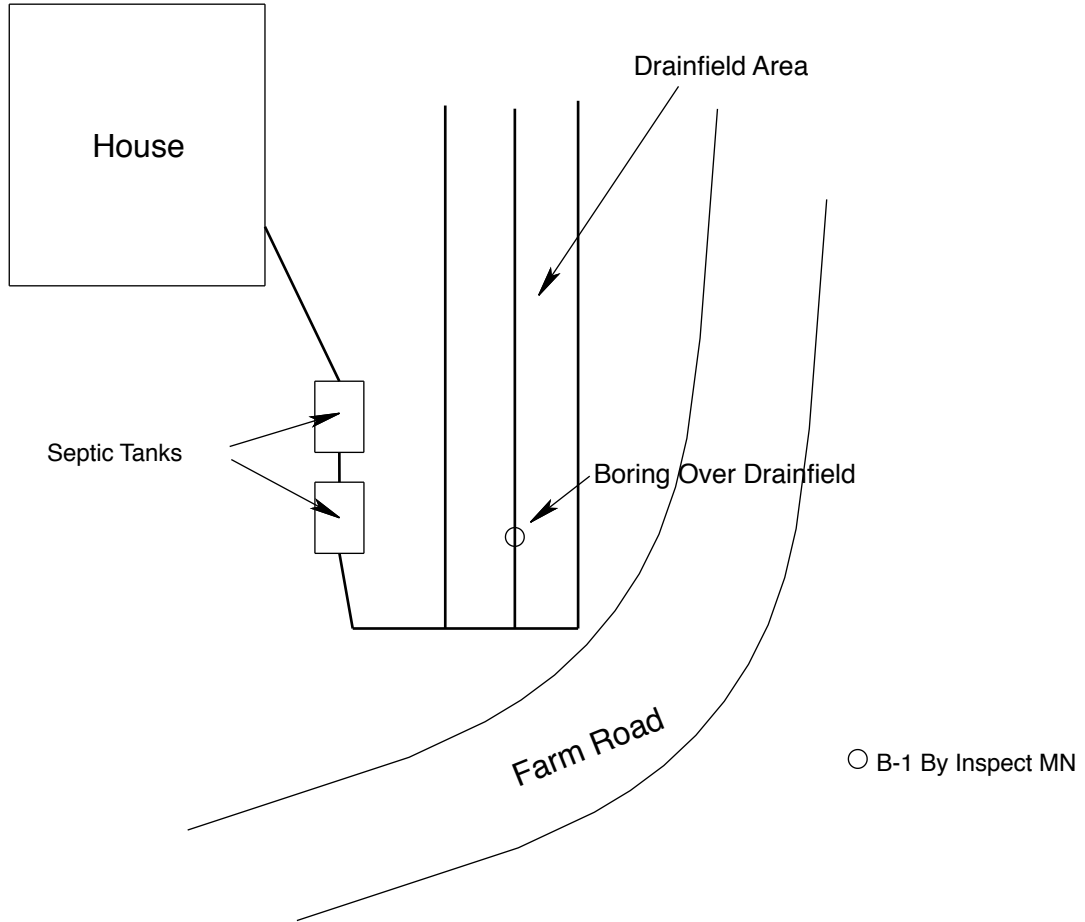 Drainfield Area
House
Septic Tanks
Boring Over Drainfield
Farm Road
B-1 By Inspect MN